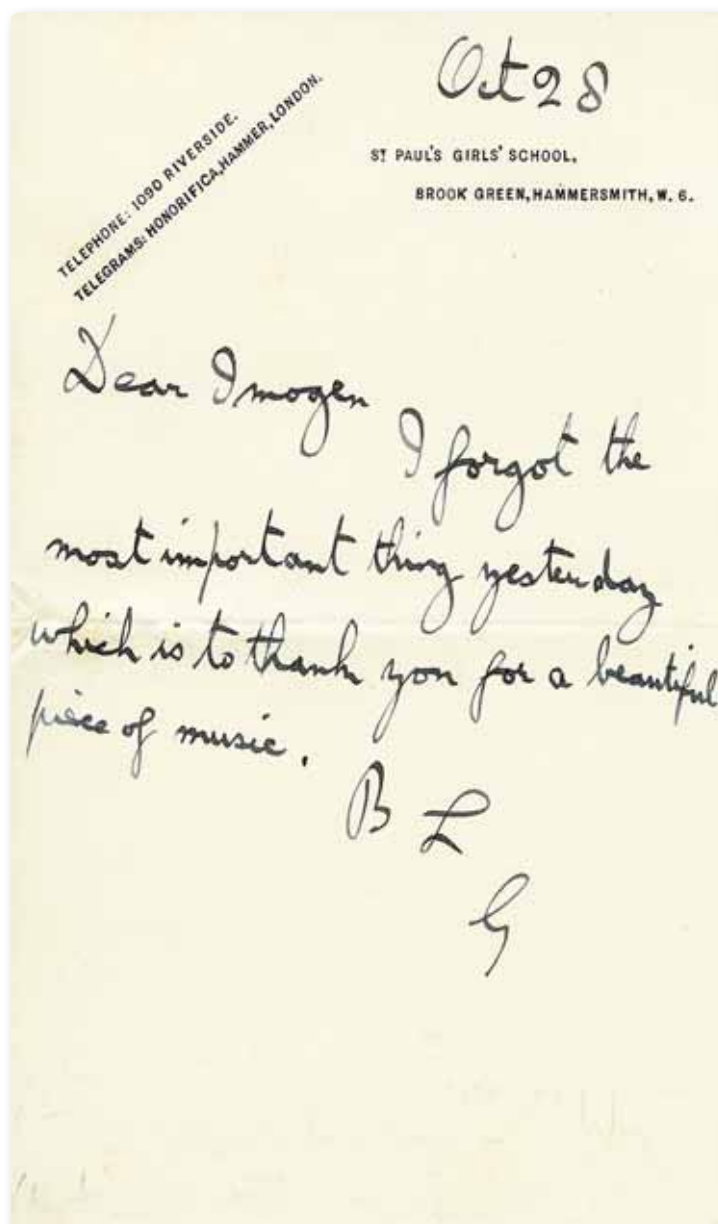 Oct 28
TELEPHONE: 1090 RIVERSIDE.
TELEGRAMS: HONORIFICA, HAMMER, LONDON.
ST PAUL'S GIRLS' SCHOOL,
BROOK GREEN, HAMMERSMITH, W. 6.
Dear Imogen
I forgot the
most important thing yesterday
which is to thank you for a beautiful
piece of music.
B L
G